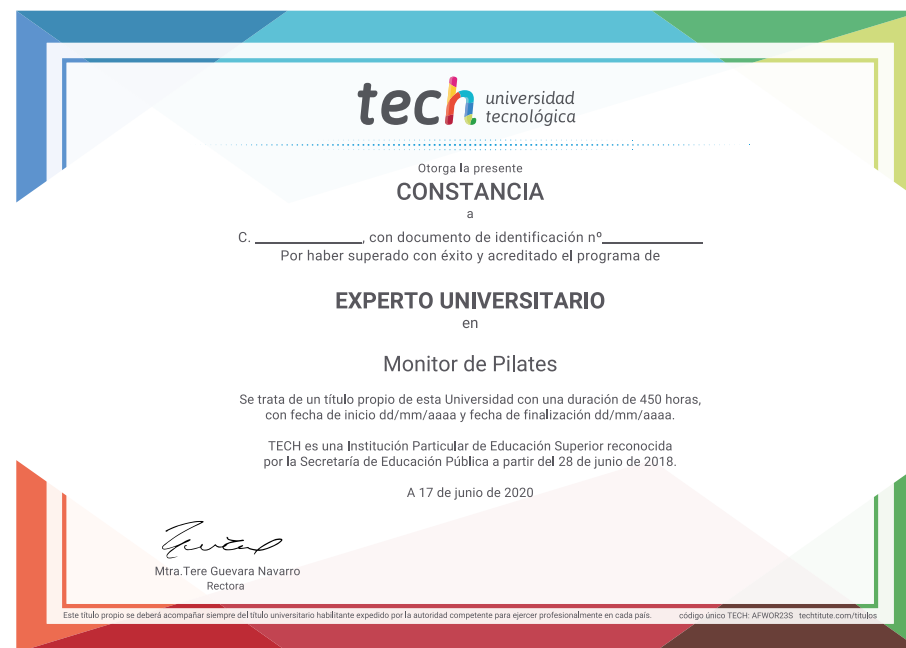 tech universidad
tecnológica
Otorga la presente
CONSTANCIA
a
C. ____________, con documento de identificación nº____________
Por haber superado con éxito y acreditado el programa de
EXPERTO UNIVERSITARIO
en
Monitor de Pilates
Se trata de un título propio de esta Universidad con una duración de 450 horas,
con fecha de inicio dd/mm/aaaa y fecha de finalización dd/mm/aaaa.
TECH es una Institución Particular de Educación Superior reconocida
por la Secretaría de Educación Pública a partir del 28 de junio de 2018.
A 17 de junio de 2020
Mtra.Tere Guevara Navarro
Rectora
Este título propio se deberá acompañar siempre del título universitario habilitante expedido por la autoridad competente para ejercer profesionalmente en cada país. código único TECH: AFWOR23S techtitute.com/titulos